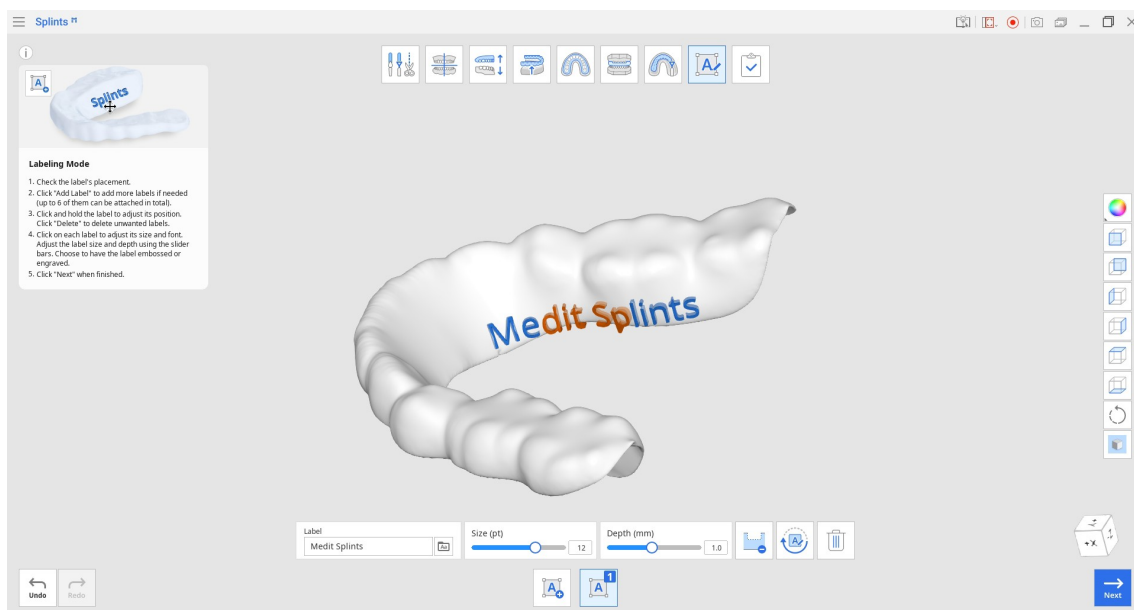 Splints
Splints
Labeling Mode
1. Check the label's placement.
2. Click "Add Label" to add more labels if needed
(up to 6 of them can be attached in total).
3. Click and hold the label to adjust its position.
Click "Delete" to delete unwanted labels.
4. Click on each label to adjust its size and font.
Adjust the label size and depth using the slider
bars. Choose to have the label embossed or
engraved.
5. Click "Next" when finished.
Medit Splints
Label
Medit Splints
Size (pt)
12
Depth (mm)
1.0
+X
Undo
Redo
1
Next